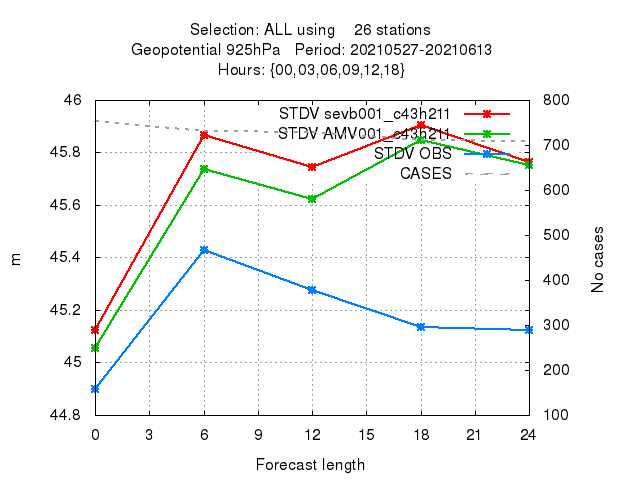 Selection: ALL using    26 stations
Geopotential 925hPa   Period: 20210527-20210613
Hours: {00,03,06,09,12,18}
46
45.8
45.6
45.4
45.2
45
44.8
m
STDV sevb001_c43h211
STDV AMV001_c43h211
STDV OBS
CASES
800
700
600
500
400
300
200
100
No cases
0 3 6 9 12 15 18 21 24
Forecast length